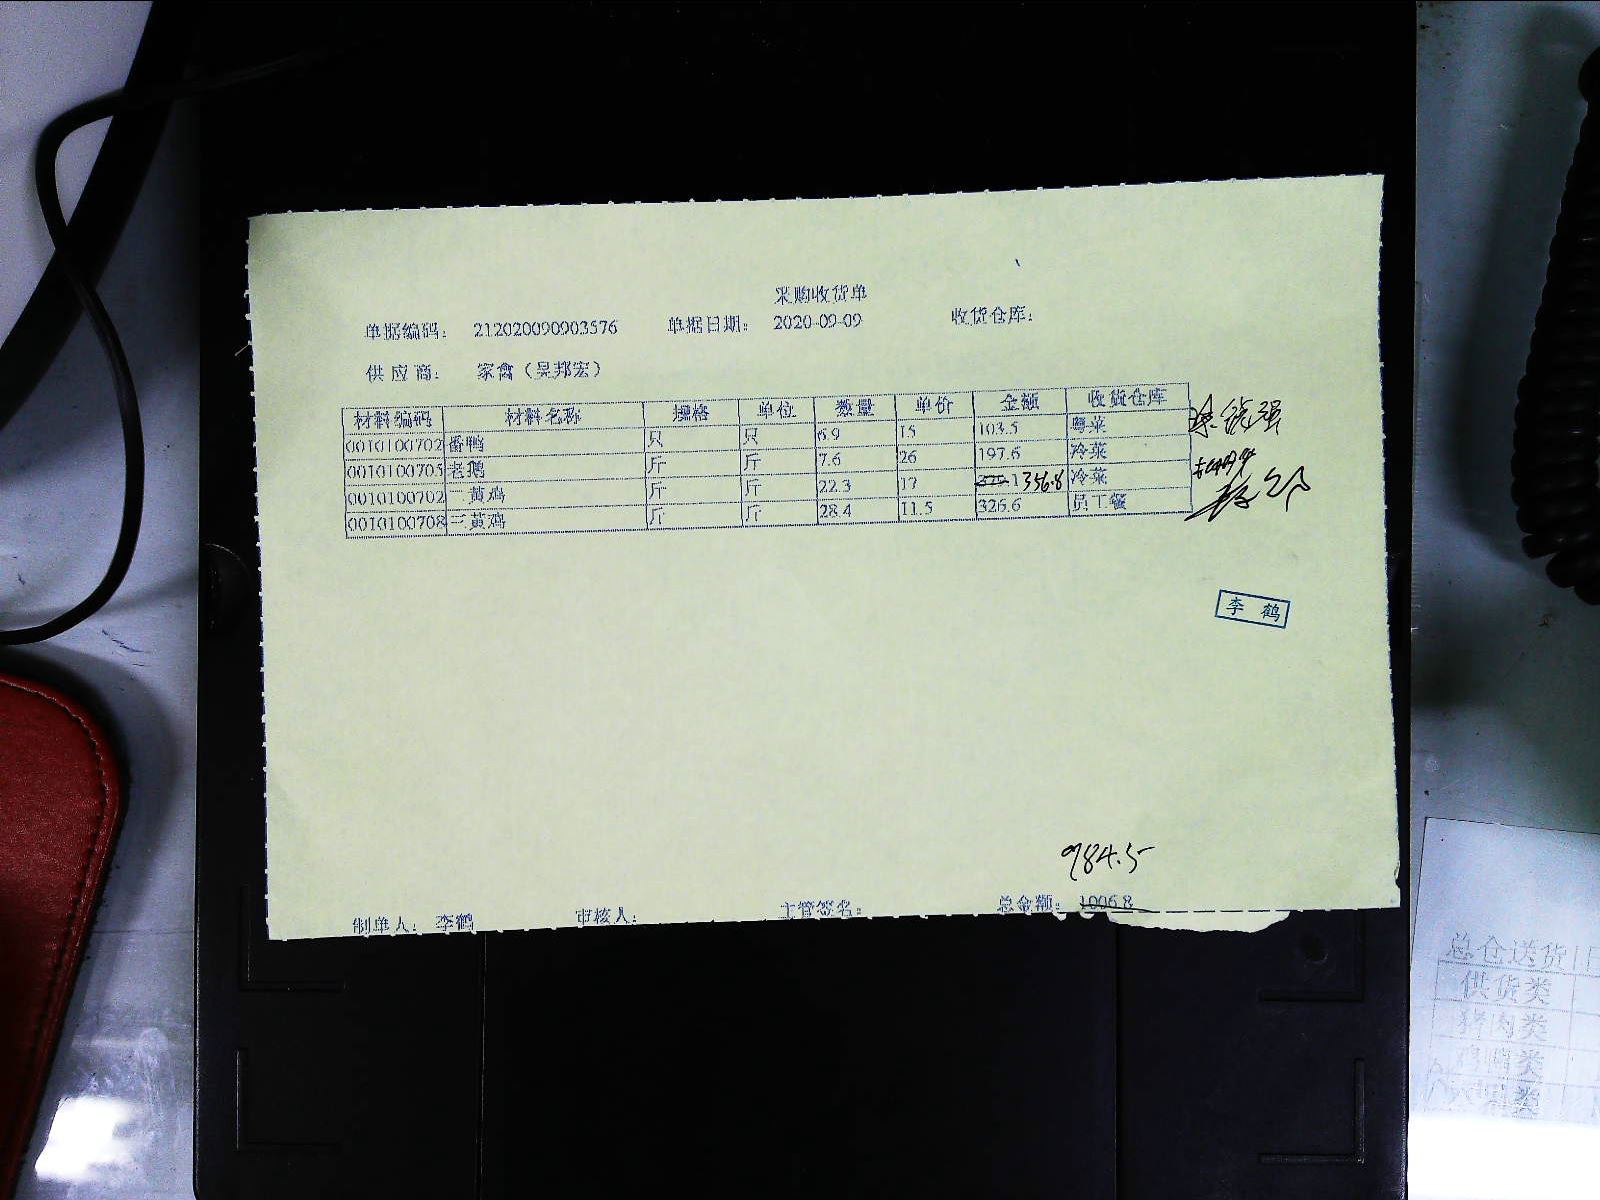 采购收货单
单据编码: 212020090903576 单据日期: 2020-09-09 收货仓库:
供应商: 家禽（吴邦宏）
材料编码 材料名称 规格 单位 数量 单价 金额 收货仓库
0010100702 番鸭 只 只 6.9 15 103.5 粤菜
0010100705 老鹅 斤 斤 7.6 26 197.6 冷菜
0010100702 二黄鸡 斤 斤 22.3 17 356.8 冷菜
0010100708 三黄鸡 斤 斤 28.4 11.5 326.6 员工餐
李鹤
984.5
制单人: 李鹤 审核人: 主管签名: 总金额: 1006.8
总仓送货
供货类
猪肉类
鸡鸭类